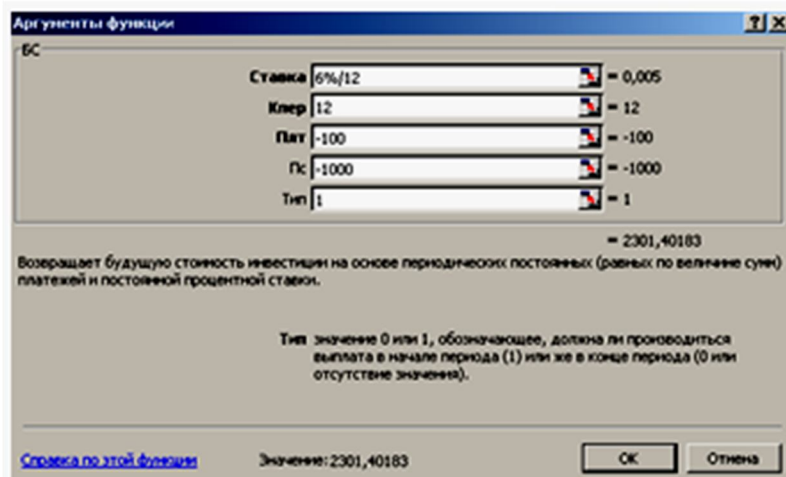 Аргументы функции
БС
Ставка 6%/12 = 0,005
Кпер 12 = 12
Плт -100 = -100
Пс -1000 = -1000
Тип 1 = 1
= 2301,40183
Возвращает будущую стоимость инвестиции на основе периодических постоянных (равных по величине сумм)
платежей и постоянной процентной ставки.
Тип значение 0 или 1, обозначающее, должна ли производиться
выплата в начале периода (1) или же в конце периода (0 или
отсутствие значения).
Справка по этой функции Значение:2301,40183 ОК Отмена